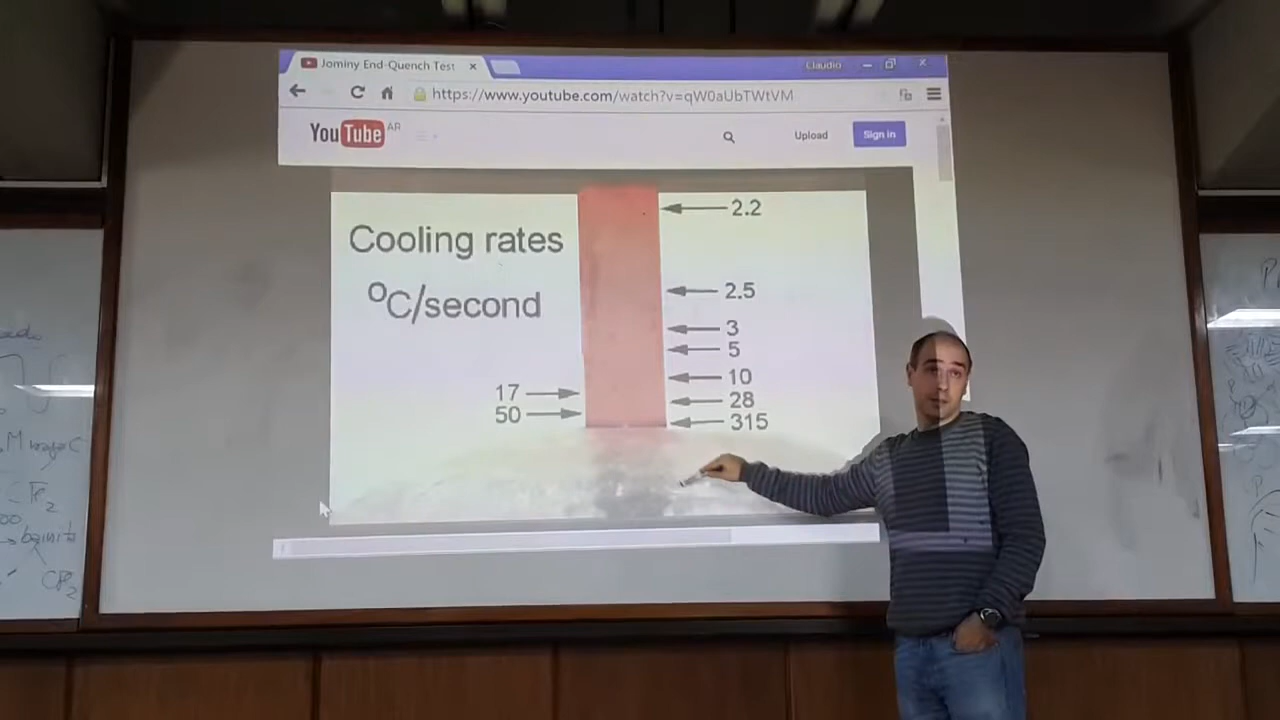 Jominy End-Quench Test
Claudio
https://www.youtube.com/watch?v=qW0aUbTWtVM
YouTube AR
Upload
Sign in
2.2
Cooling rates
2.5
°C/second
3
5
10
17
28
50
315
bainita